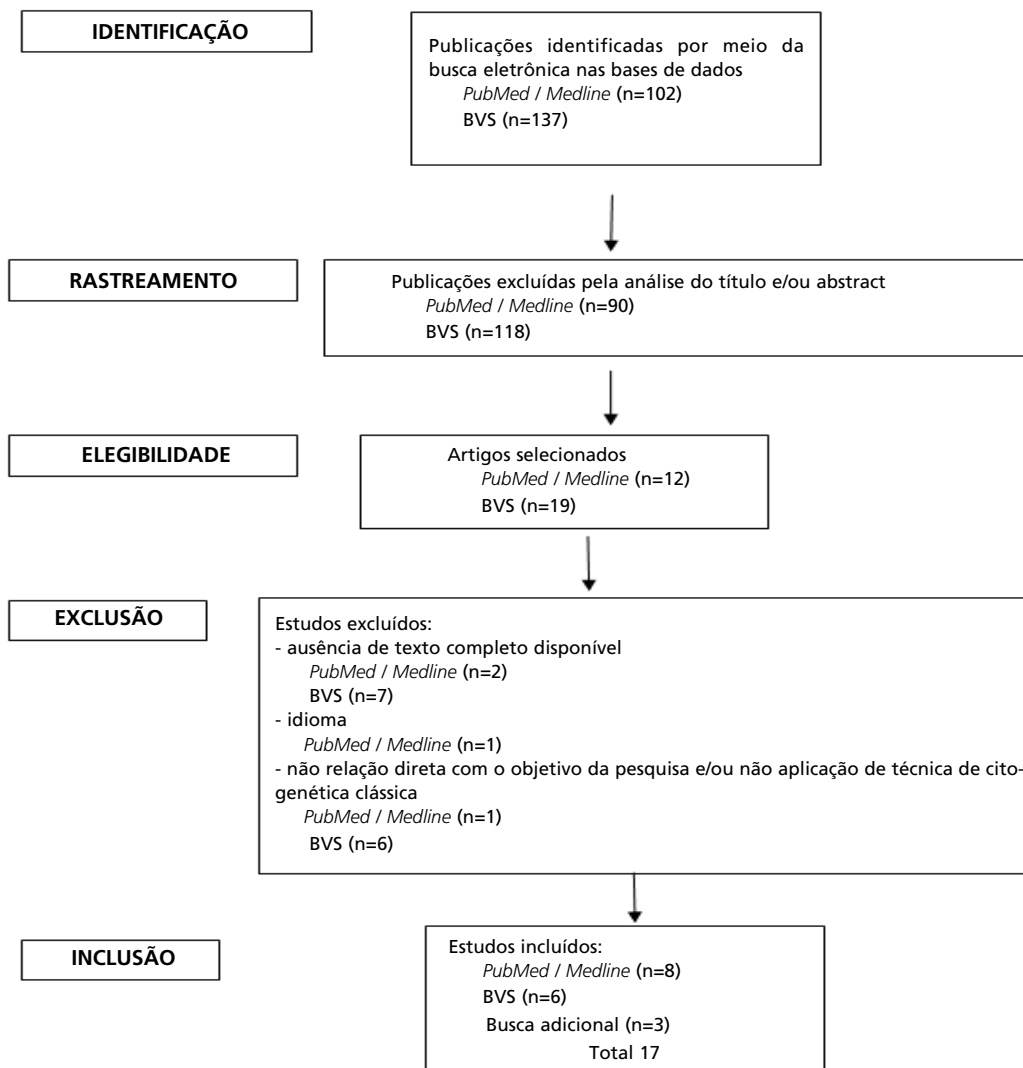 IDENTIFICAÇÃO
Publicações identificadas por meio da
busca eletrônica nas bases de dados
PubMed / Medline (n=102)
BVS (n=137)
RASTREAMENTO
Publicações excluídas pela análise do título e/ou abstract
PubMed / Medline (n=90)
BVS (n=118)
ELEGIBILIDADE
Artigos selecionados
PubMed / Medline (n=12)
BVS (n=19)
EXCLUSÃO
Estudos excluídos:
- ausência de texto completo disponível
PubMed / Medline (n=2)
BVS (n=7)
- idioma
PubMed / Medline (n=1)
- não relação direta com o objetivo da pesquisa e/ou não aplicação de técnica de cito-
genética clássica
PubMed / Medline (n=1)
BVS (n=6)
INCLUSÃO
Estudos incluídos:
PubMed / Medline (n=8)
BVS (n=6)
Busca adicional (n=3)
Total 17